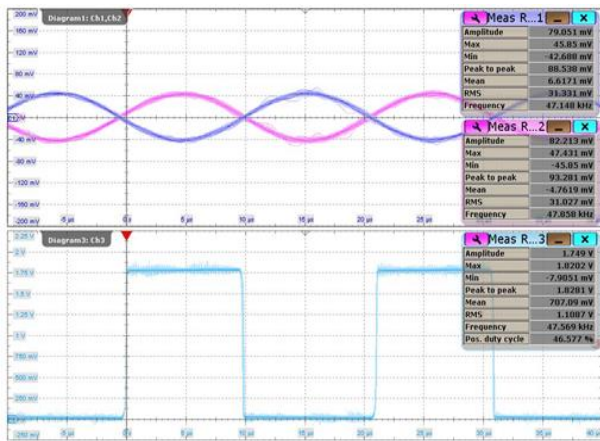 200 mV
Diagram1: Ch1,Ch2
160 mV
120 mV
80 mV
40 mV
-40 mV
-80 mV
-120 mV
-160 mV
-200 mV
-5 µs
0 s
5 µs
10 µs
15 µs
20 µs
25 µs
Meas R...1
Amplitude 79.051 mV
Max 45.85 mV
Min -42.688 mV
Peak to peak 88.538 mV
Mean 6.6171 mV
RMS 31.331 mV
Frequency 47.148 kHz
Meas R...2
Amplitude 82.213 mV
Max 47.431 mV
Min -45.85 mV
Peak to peak 93.281 mV
Mean -4.7619 mV
RMS 31.027 mV
Frequency 47.058 kHz
2.25 V
Diagram3: Ch3
2 V
1.5 V
1.25 V
1 V
750 mV
500 mV
250 mV
-250 mV
-5 µs
0 s
5 µs
10 µs
15 µs
20 µs
25 µs
30 µs
35 µs
40 µs
Meas R...3
Amplitude 1.749 V
Max 1.8202 V
Min -7.9051 mV
Peak to peak 1.8281 V
Mean 707.09 mV
RMS 1.1087 V
Frequency 47.569 kHz
Pos. duty cycle 46.577 %